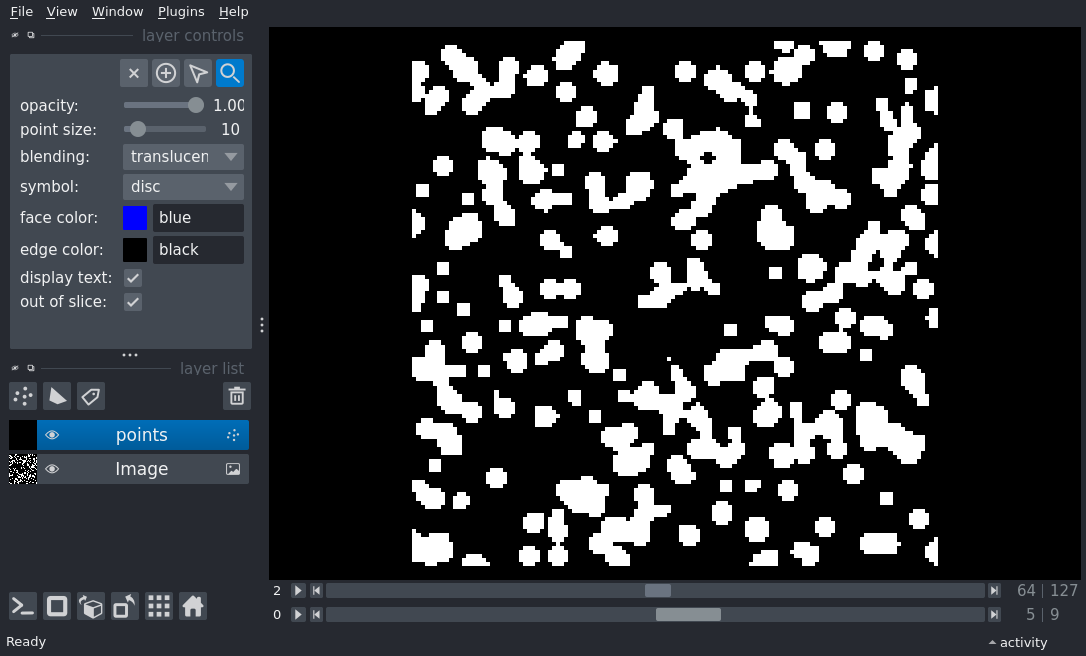 File View Window Plugins Help
layer controls
opacity: 1.00
point size: 10
blending: translucen
symbol: disc
face color: blue
edge color: black
display text:
out of slice:
layer list
points
Image
2 64 | 127
0 5 | 9
Ready activity